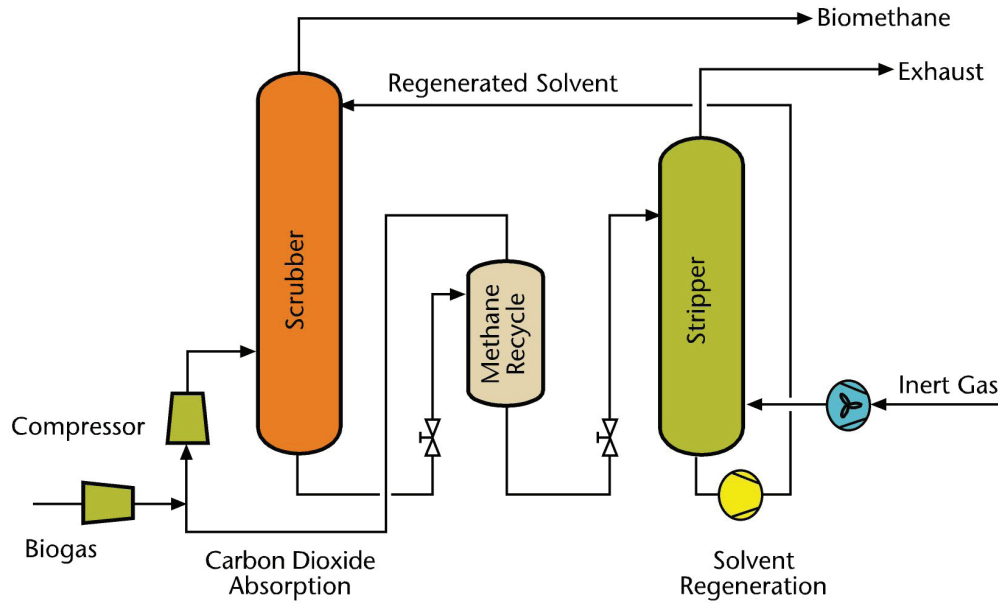 Biomethane
Exhaust
Regenerated Solvent
Scrubber
Methane
Recycle
Stripper
Inert Gas
Compressor
Biogas
Carbon Dioxide
Absorption
Solvent
Regeneration